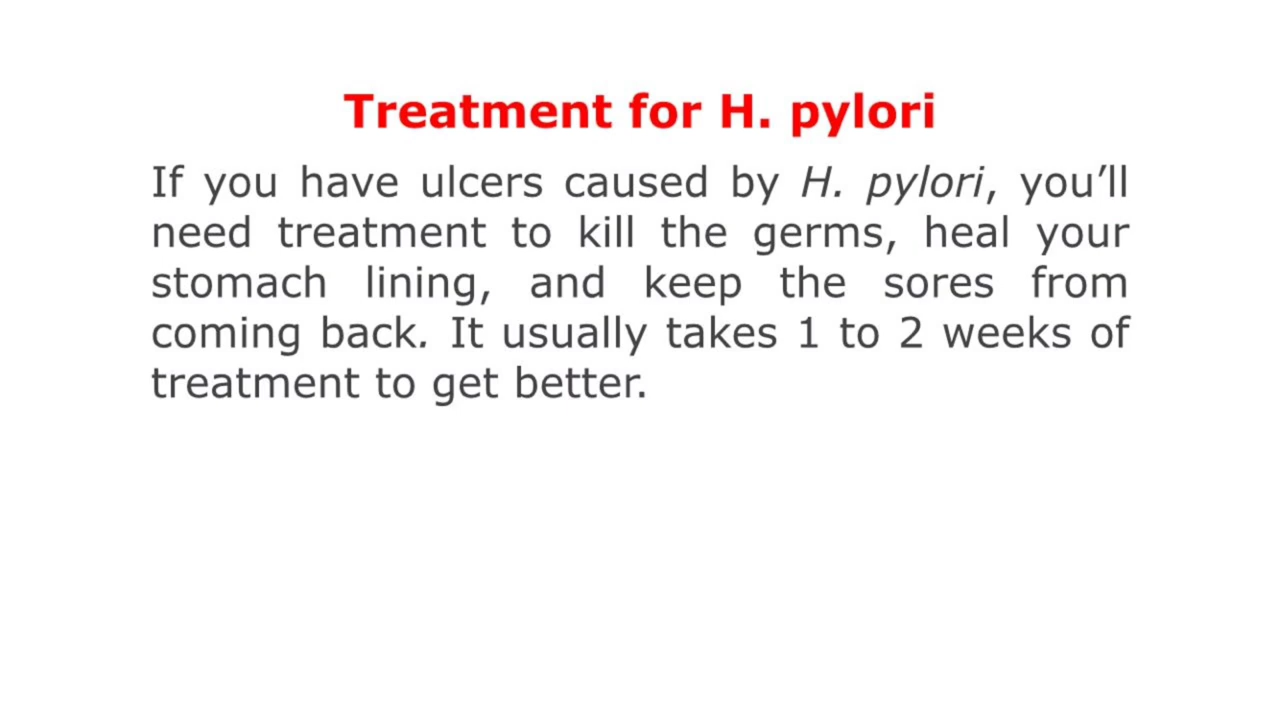 Treatment for H. pylori
If you have ulcers caused by H. pylori, you’ll
need treatment to kill the germs, heal your
stomach lining, and keep the sores from
coming back. It usually takes 1 to 2 weeks of
treatment to get better.